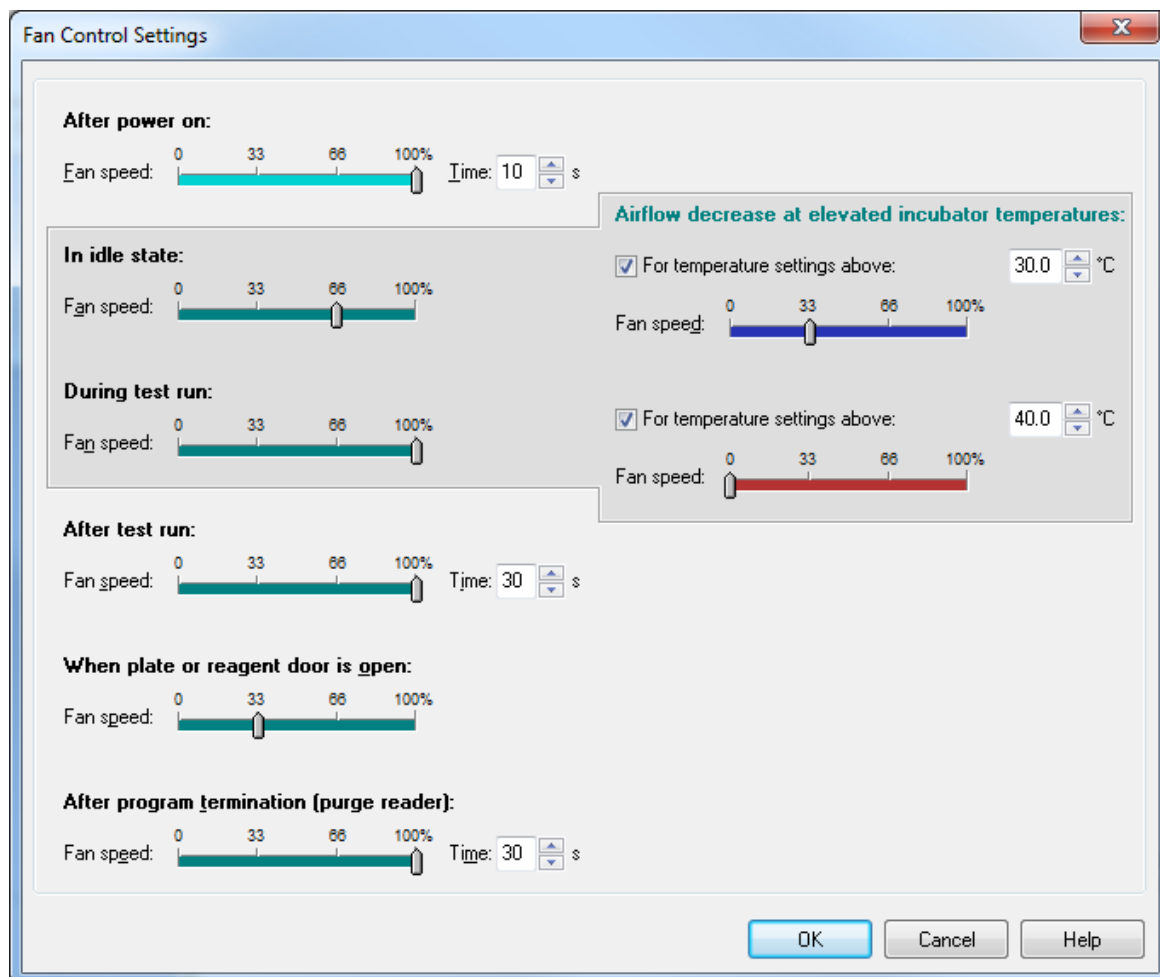 Fan Control Settings
After power on:
0 33 66 100%
Fan speed: Time: 10 s
Airflow decrease at elevated incubator temperatures:
In idle state:
0 33 66 100%
Fan speed:
For temperature settings above: 30.0 °C
0 33 66 100%
Fan speed:
During test run:
0 33 66 100%
Fan speed:
For temperature settings above: 40.0 °C
0 33 66 100%
Fan speed:
After test run:
0 33 66 100%
Fan speed: Time: 30 s
When plate or reagent door is open:
0 33 66 100%
Fan speed:
After program termination (purge reader):
0 33 66 100%
Fan speed: Time: 30 s
OK Cancel Help